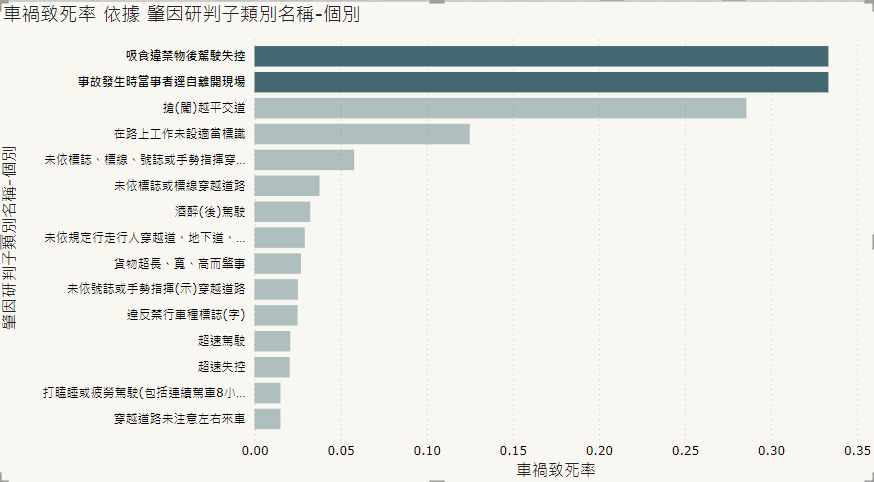 車禍致死率 依據 肇因研判子類別名稱-個別
肇因研判子類別名稱-個別
吸食違禁物後駕駛失控
事故發生時當事者逕自離開現場
搶(闖)越平交道
在路上工作未設適當標識
未依標誌、標線、號誌或手勢指揮穿...
未依標誌或標線穿越道路
酒醉(後)駕駛
未依規定行走行人穿越道、地下道、...
貨物超長、寬、高而肇事
未依號誌或手勢指揮(示)穿越道路
違反禁行車種標誌(字)
超速駕駛
超速失控
打瞌睡或疲勞駕駛(包括連續駕車8小...
穿越道路未注意左右來車
0.00 0.05 0.10 0.15 0.20 0.25 0.30 0.35
車禍致死率